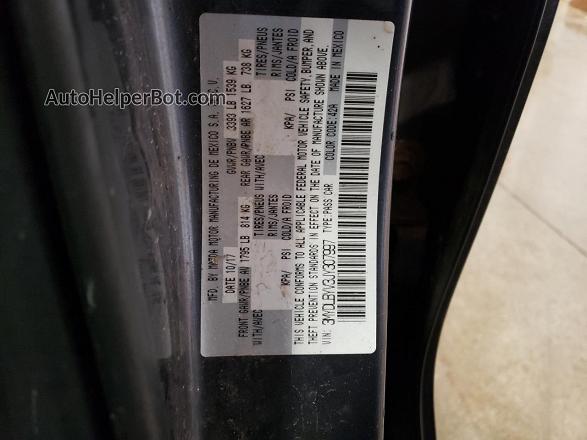 AutoHelperBot.com
MFD. BY MAZDA MOTOR MANUFACTURING DE MEXICO S.A. DE C.V.
DATE 10/17 GVWR/PNBV 3393 LB 1539 KG
FRONT GAWR/PNBE AV 1795 LB 814 KG REAR GAWR/PNBE AR 1627 LB 738 KG
WITH/AVEC TIRES/PNEUS WITH/AVEC TIRES/PNEUS
RIMS/JANTES RIMS/JANTES
KPA/ PSI COLD/A FROID KPA/ PSI COLD/A FROID
THIS VEHICLE CONFORMS TO ALL APPLICABLE FEDERAL MOTOR VEHICLE SAFETY, BUMPER, AND
THEFT PREVENTION STANDARDS IN EFFECT ON THE DATE OF MANUFACTURE SHOWN ABOVE.
VIN: 3MYDLBYV3JY307997 TYPE:PASS CAR COLOR CODE:42A MADE IN MEXICO